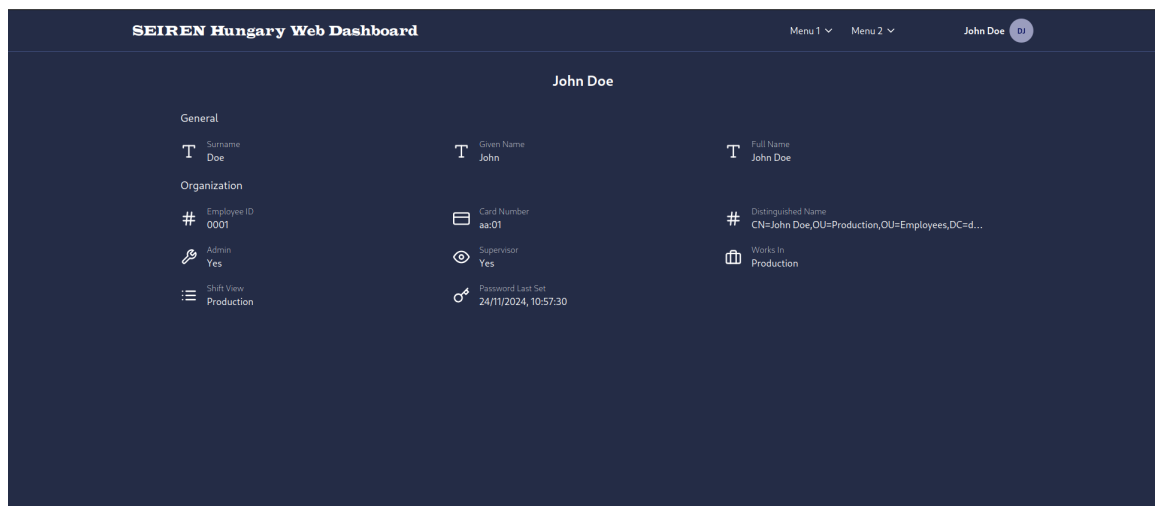 SEIREN Hungary Web Dashboard
Menu 1 Menu 2 John Doe DJ
John Doe
General
Surname Given Name Full Name
Doe John John Doe
Organization
Employee ID Card Number Distinguished Name
0001 aa:01 CN=John Doe,OU=Production,OU=Employees,DC=d...
Admin Supervisor Works In
Yes Yes Production
Shift View Password Last Set
Production 24/11/2024, 10:57:30